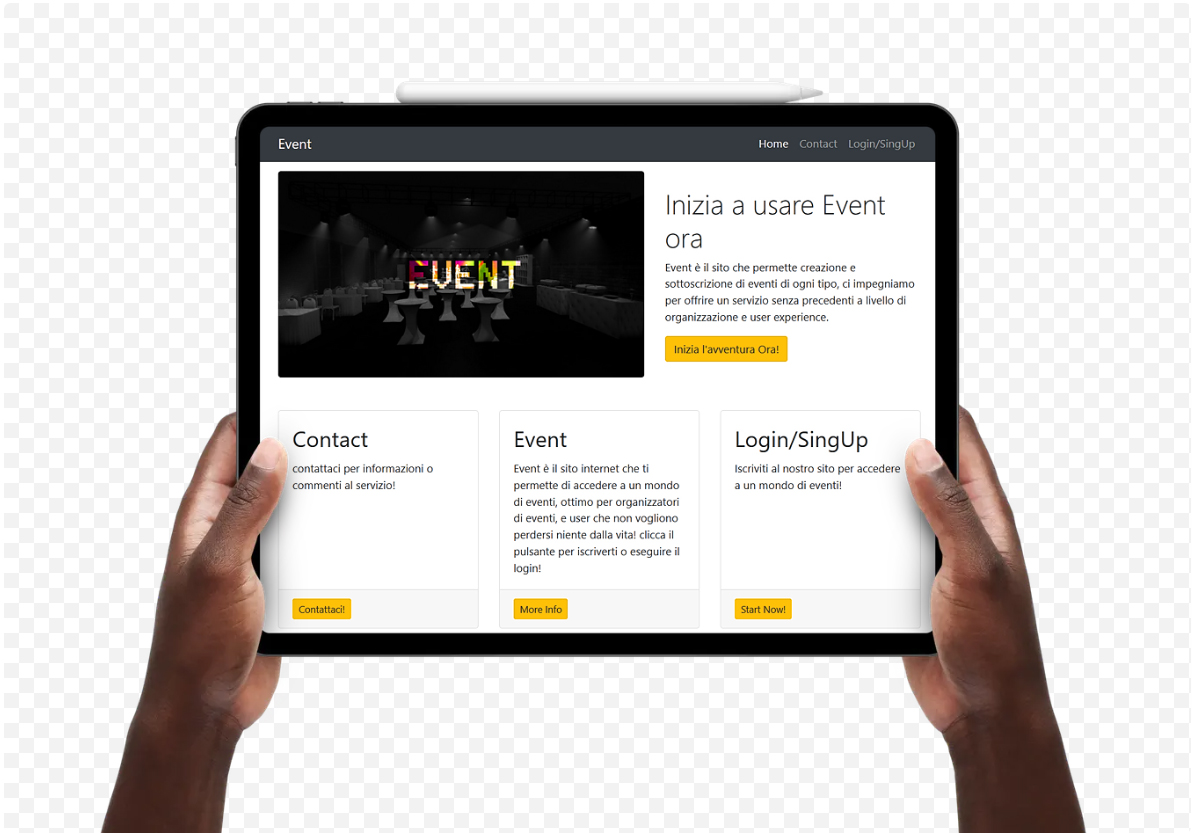 Event
Home Contact Login/SingUp
EVENT
Inizia a usare Event
ora
Event è il sito che permette creazione e
sottoscrizione di eventi di ogni tipo, ci impegniamo
per offrire un servizio senza precedenti a livello di
organizzazione e user experience.
Inizia l'avventura Ora!
Contact
contattaci per informazioni o
commenti al servizio!
Contattaci!
Event
Event è il sito internet che ti
permette di accedere a un mondo
di eventi, ottimo per organizzatori
di eventi, e user che non vogliono
perdersi niente dalla vita! clicca il
pulsante per iscriverti o eseguire il
login!
More Info
Login/SingUp
Iscriviti al nostro sito per accedere
a un mondo di eventi!
Start Now!